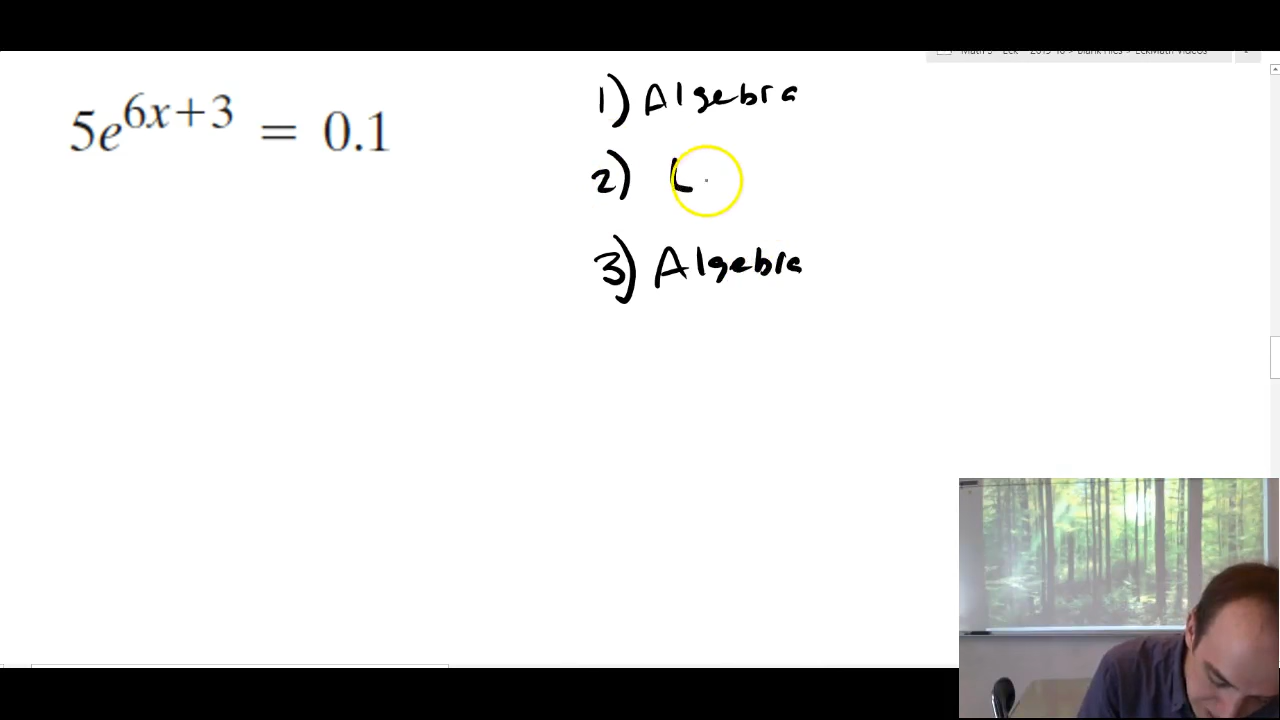 5e^{6x+3} = 0.1
1) Algebra
2) L
3) Algebra